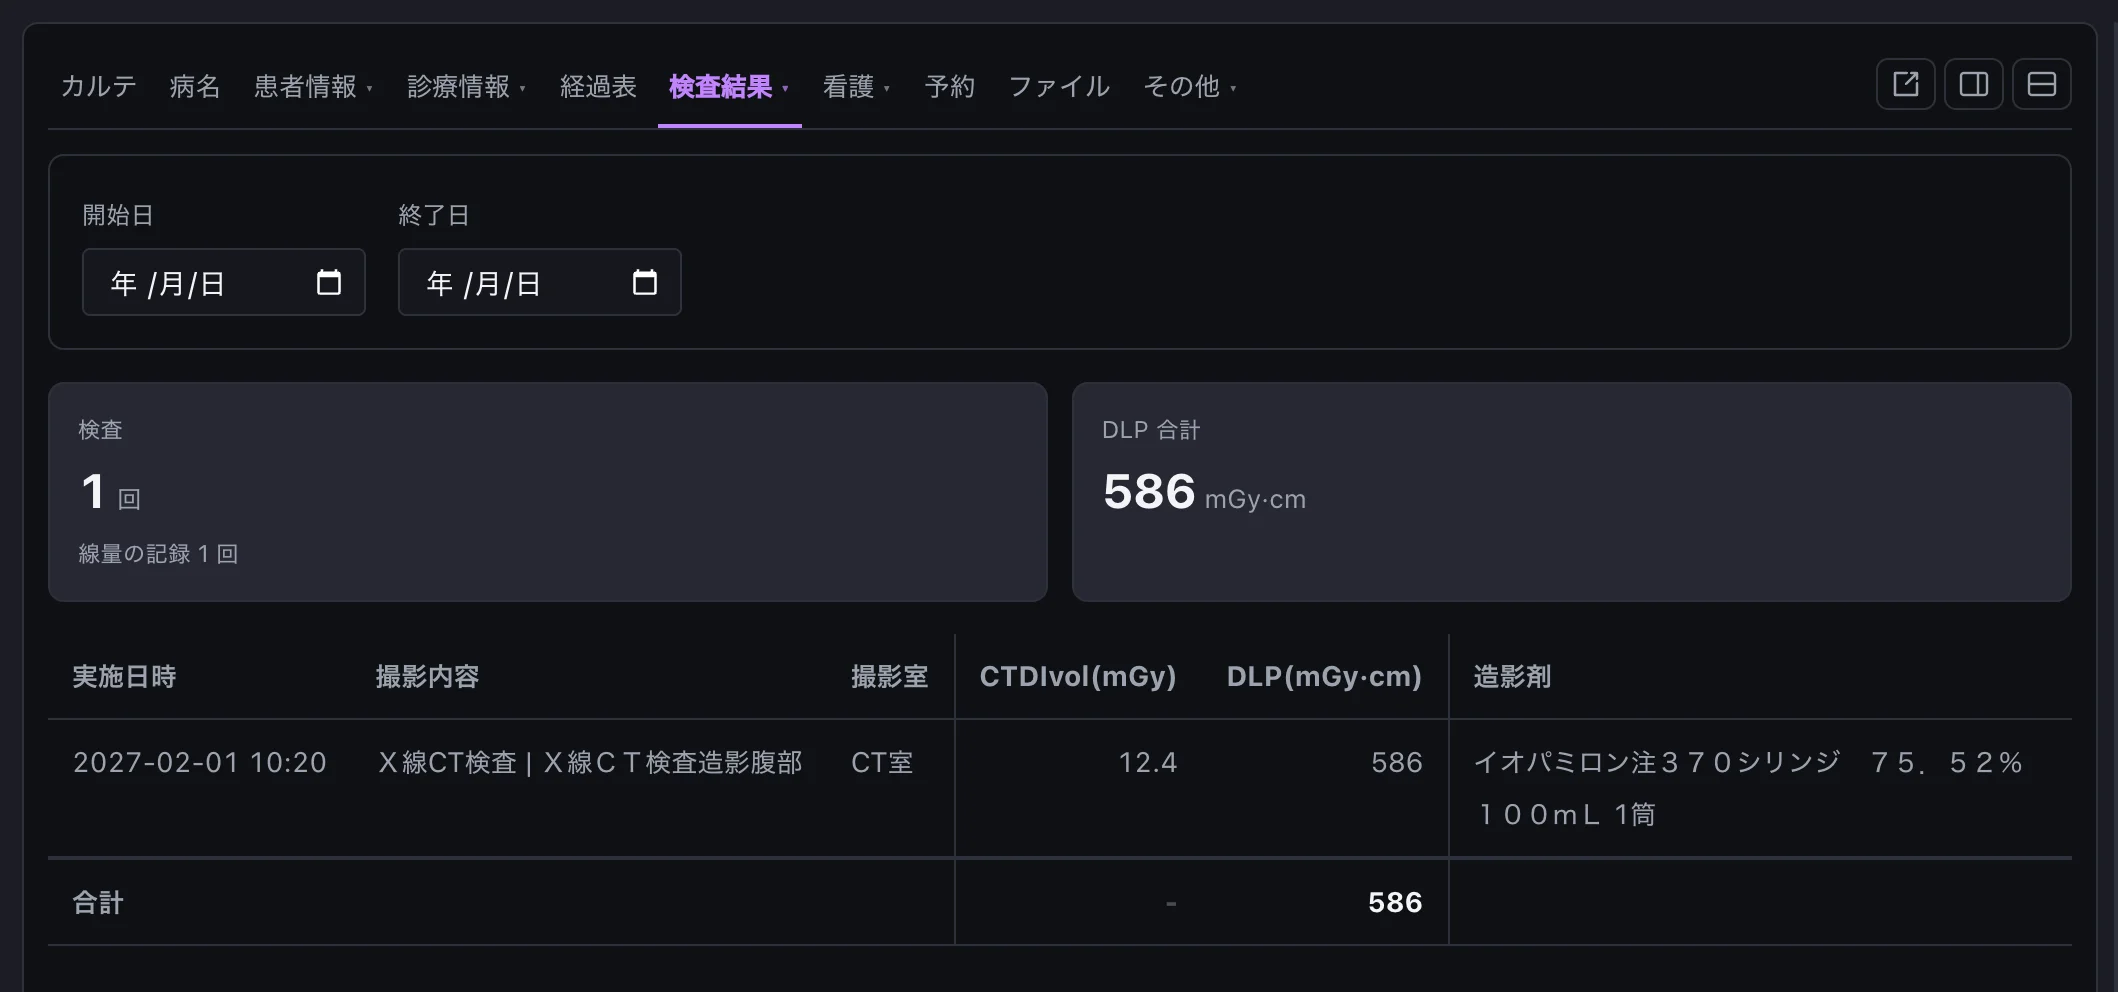 カルテ 病名 患者情報 診療情報 経過表 検査結果 看護 予約 ファイル その他
開始日 終了日
年 /月/日 年 /月/日
検査
1 回
線量の記録 1 回
DLP 合計
586 mGy·cm
実施日時 撮影内容 撮影室 CTDIvol(mGy) DLP(mGy·cm) 造影剤
2027-02-01 10:20 X線CT検査 | X線CT検査造影腹部 CT室 12.4 586 イオパミロン注370シリンジ 75.52%
100mL 1筒
合計 - 586